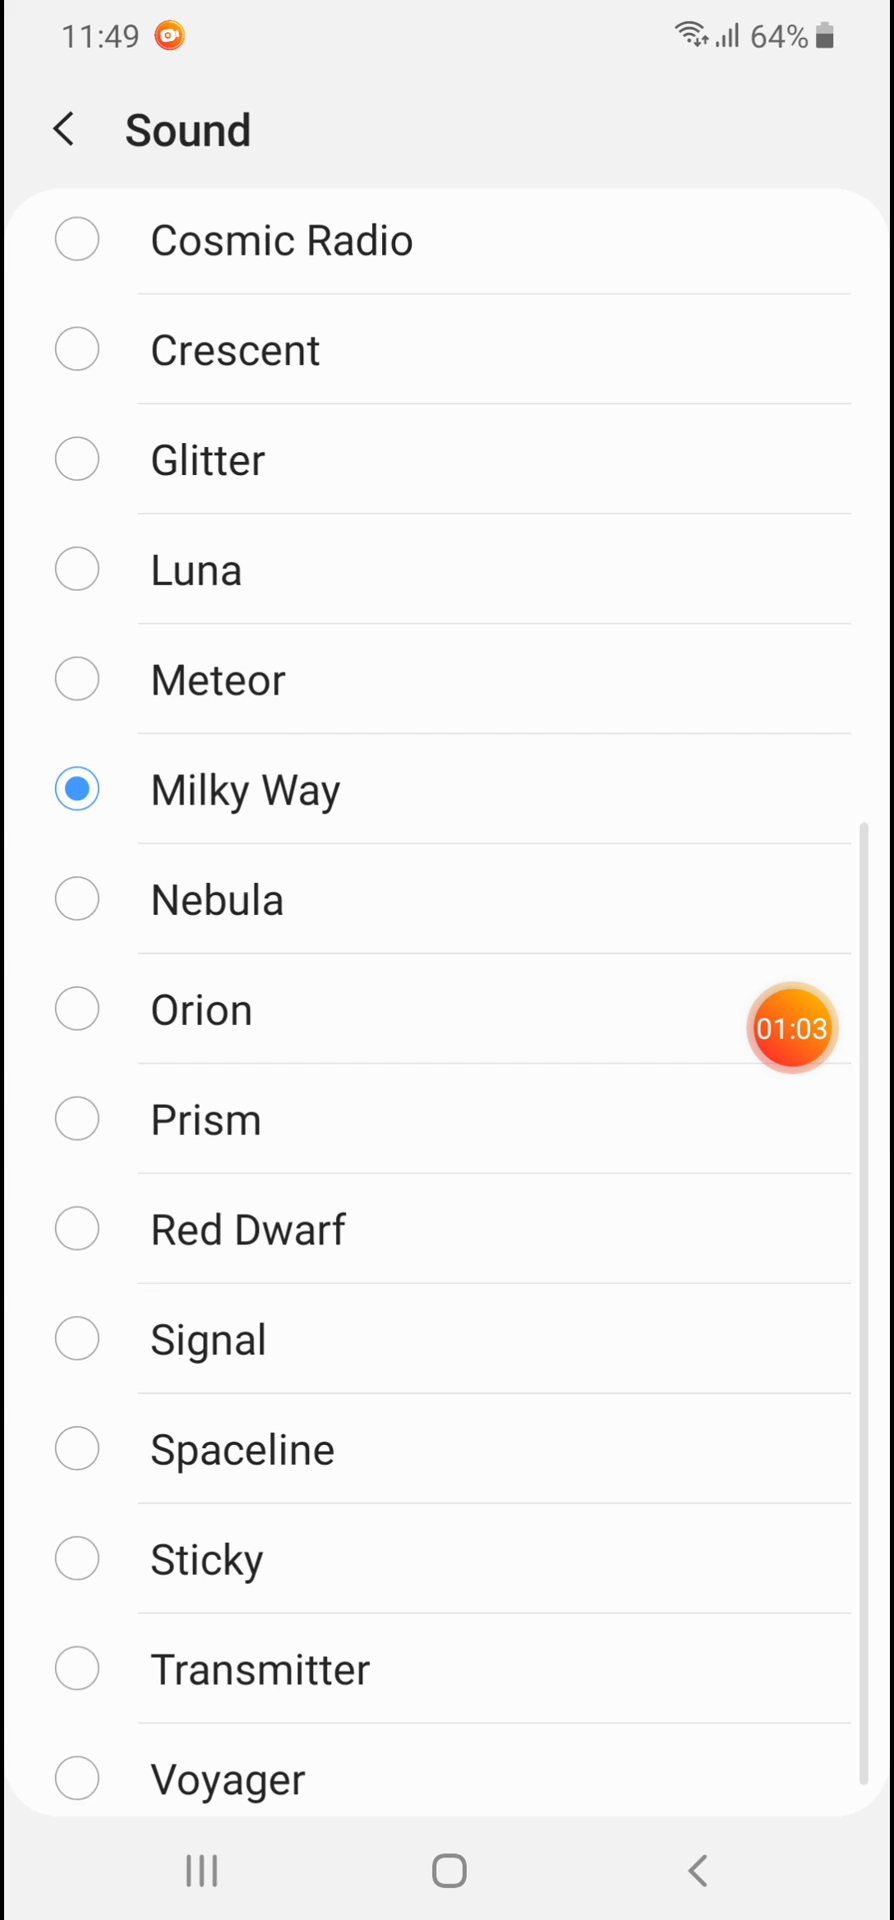 11:49 64%
Sound
Cosmic Radio
Crescent
Glitter
Luna
Meteor
Milky Way
Nebula
Orion
01:03
Prism
Red Dwarf
Signal
Spaceline
Sticky
Transmitter
Voyager